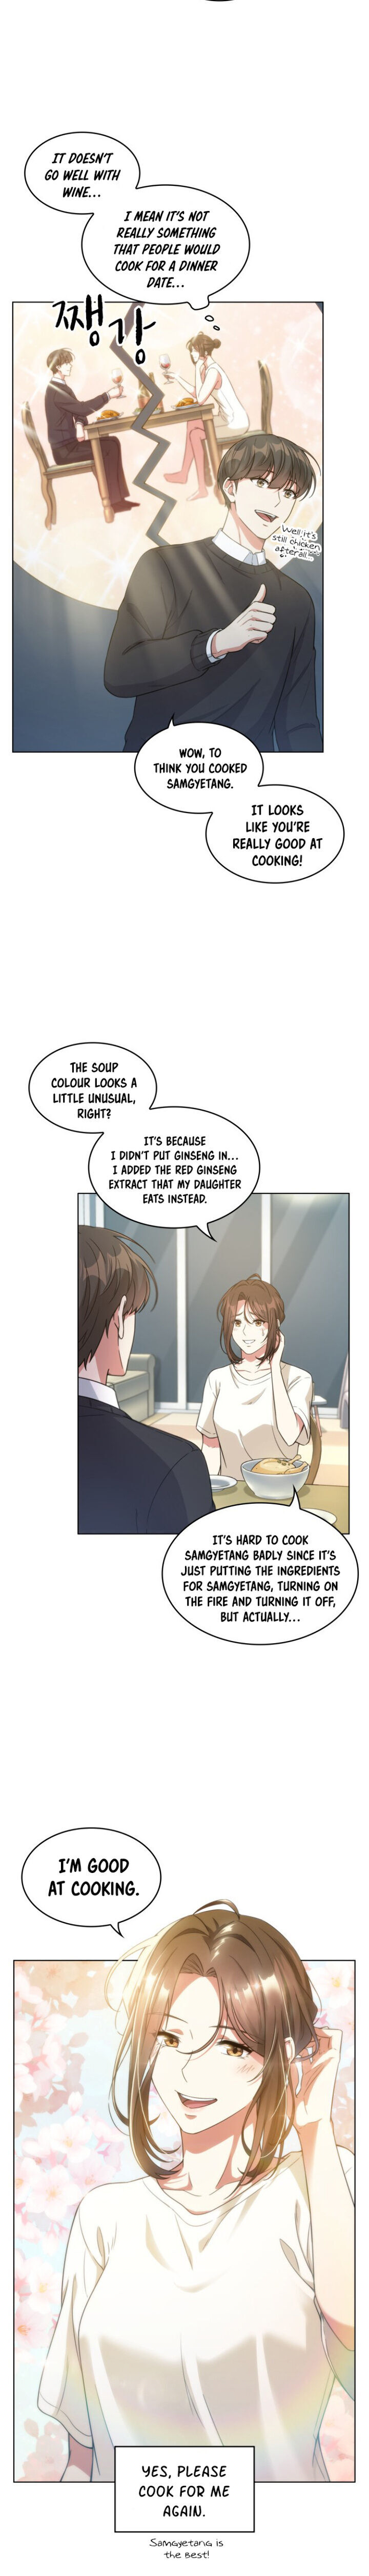 IT DOESN'T
GO WELL WITH
WINE...
I MEAN IT'S NOT
REALLY SOMETHING
THAT PEOPLE WOULD
COOK FOR A DINNER
DATE...
쨍강
Well, it's
still chicken
afterall...
WOW, TO
THINK YOU COOKED
SAMGYETANG.
IT LOOKS
LIKE YOU'RE
REALLY GOOD AT
COOKING!
THE SOUP
COLOUR LOOKS A
LITTLE UNUSUAL,
RIGHT?
IT'S BECAUSE
I DIDN'T PUT GINSENG IN...
I ADDED THE RED GINSENG
EXTRACT THAT MY DAUGHTER
EATS INSTEAD.
IT'S HARD TO COOK
SAMGYETANG BADLY SINCE IT'S
JUST PUTTING THE INGREDIENTS
FOR SAMGYETANG, TURNING ON
THE FIRE AND TURNING IT OFF,
BUT ACTUALLY...
I'M GOOD
AT COOKING.
YES, PLEASE
COOK FOR ME
AGAIN.
Samgyetang is
the best!